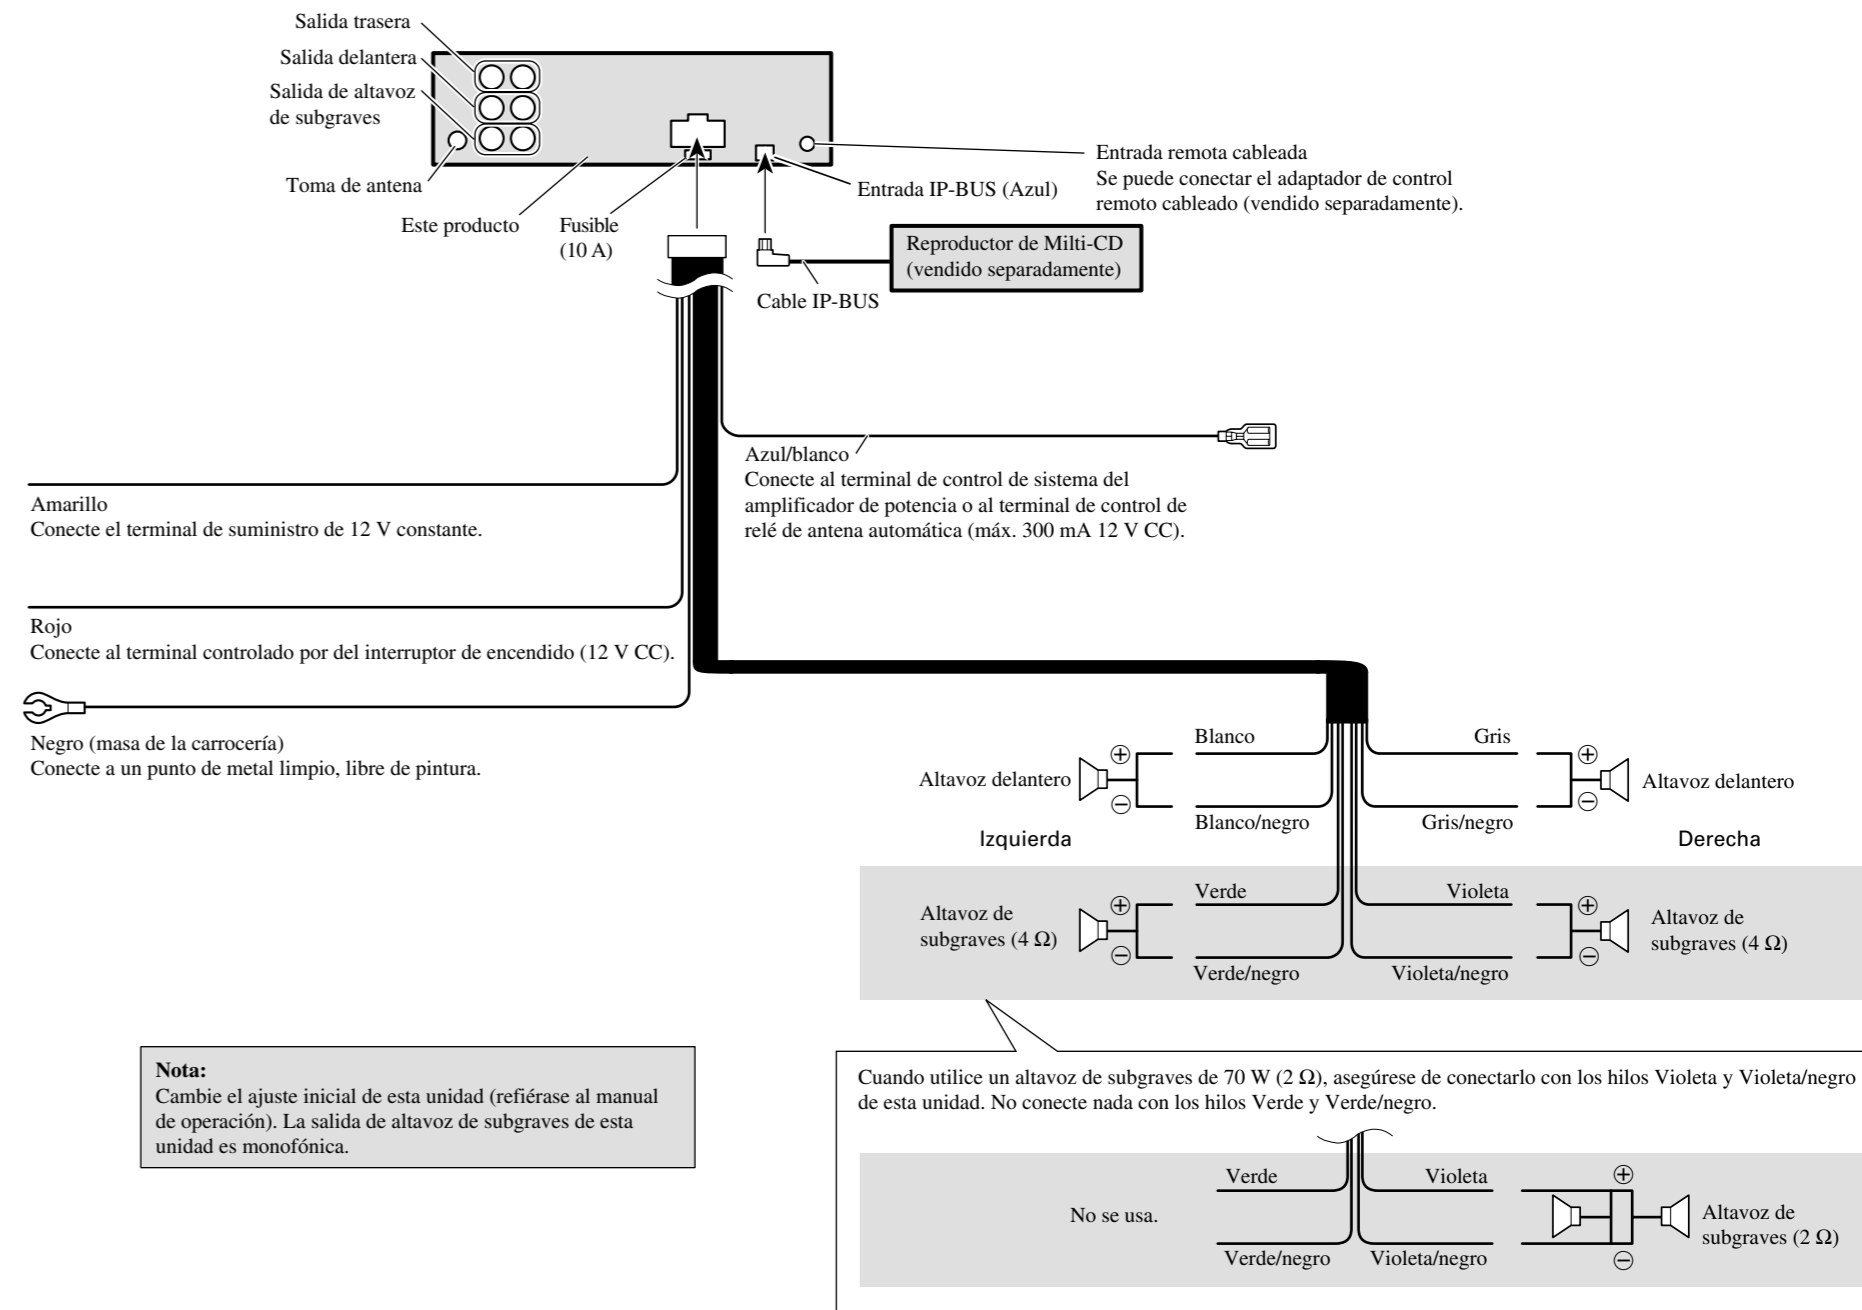 Salida trasera
Salida delantera
Salida de altavoz
de subgraves
Toma de antena
Este producto
Fusible
(10 A)
Entrada IP-BUS (Azul)
Entrada remota cableada
Se puede conectar el adaptador de control
remoto cableado (vendido separadamente).
Reproductor de Milti-CD
(vendido separadamente)
Cable IP-BUS
Azul/blanco
Conecte al terminal de control de sistema del
amplificador de potencia o al terminal de control de
relé de antena automática (máx. 300 mA 12 V CC).
Amarillo
Conecte el terminal de suministro de 12 V constante.
Rojo
Conecte al terminal controlado por del interruptor de encendido (12 V CC).
Negro (masa de la carrocería)
Conecte a un punto de metal limpio, libre de pintura.
Blanco
Gris
⊕
⊕
Altavoz delantero
Altavoz delantero
⊖
⊖
Blanco/negro
Gris/negro
Izquierda
Derecha
Verde
Violeta
⊕
⊕
Altavoz de
subgraves (4 Ω)
Altavoz de
subgraves (4 Ω)
⊖
⊖
Verde/negro
Violeta/negro
Nota:
Cambie el ajuste inicial de esta unidad (refiérase al manual
de operación). La salida de altavoz de subgraves de esta
unidad es monofónica.
Cuando utilice un altavoz de subgraves de 70 W (2 Ω), asegúrese de conectarlo con los hilos Violeta y Violeta/negro
de esta unidad. No conecte nada con los hilos Verde y Verde/negro.
Verde
Violeta
⊕
No se usa.
Altavoz de
subgraves (2 Ω)
Verde/negro
Violeta/negro
⊖